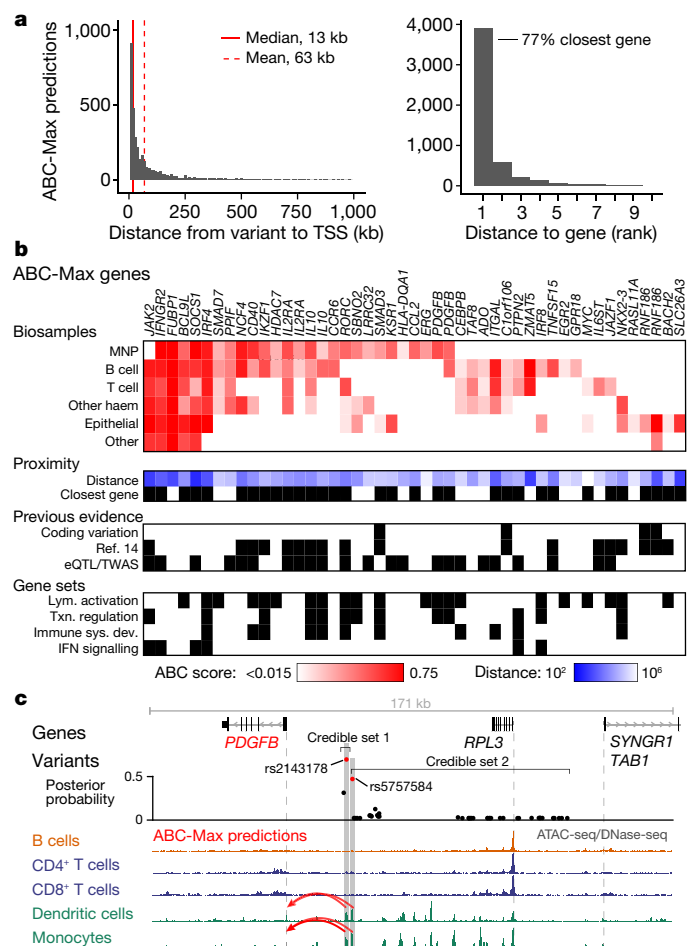 a
1,000
500
0
ABC-Max predictions
Median, 13 kb
Mean, 63 kb
0 250 500 750 1,000
Distance from variant to TSS (kb)
4,000
3,000
2,000
1,000
0
77% closest gene
1 3 5 7 9
Distance to gene (rank)
b
ABC-Max genes
JAK2 IFNGR2 FUBP1 BCL9L SOCS1 IRF4 SMAD7 PPIF NCF4 CD40 IKZF1 HDAC7 IL2RA IL2RA IL10 IL10 CCR6 RORC SBNO2 LRRC32 SMAD3 KSR1 HLA-DQA1 CCL2 ERG PDGFB PDGFB CEBPB TAF8 ADO ITGAL C1orf106 PTPN2 ZMAT5 IRF8 TNFSF15 EGR2 GPR18 MYC IL6ST JAZF1 NKX2-3 RASL11A RNF186 RNF186 BACH2 SLC26A3
Biosamples
MNP
B cell
T cell
Other haem
Epithelial
Other
Proximity
Distance
Closest gene
Previous evidence
Coding variation
Ref. 14
eQTL/TWAS
Gene sets
Lym. activation
Txn. regulation
Immune sys. dev.
IFN signalling
ABC score: <0.015 0.75 Distance: 10² 10⁶
c
171 kb
Genes
PDGFB
RPL3
SYNGR1
TAB1
Variants
Credible set 1
Credible set 2
rs2143178
rs5757584
Posterior
probability
0.5
0
ABC-Max predictions
ATAC-seq/DNase-seq
B cells
CD4⁺ T cells
CD8⁺ T cells
Dendritic cells
Monocytes